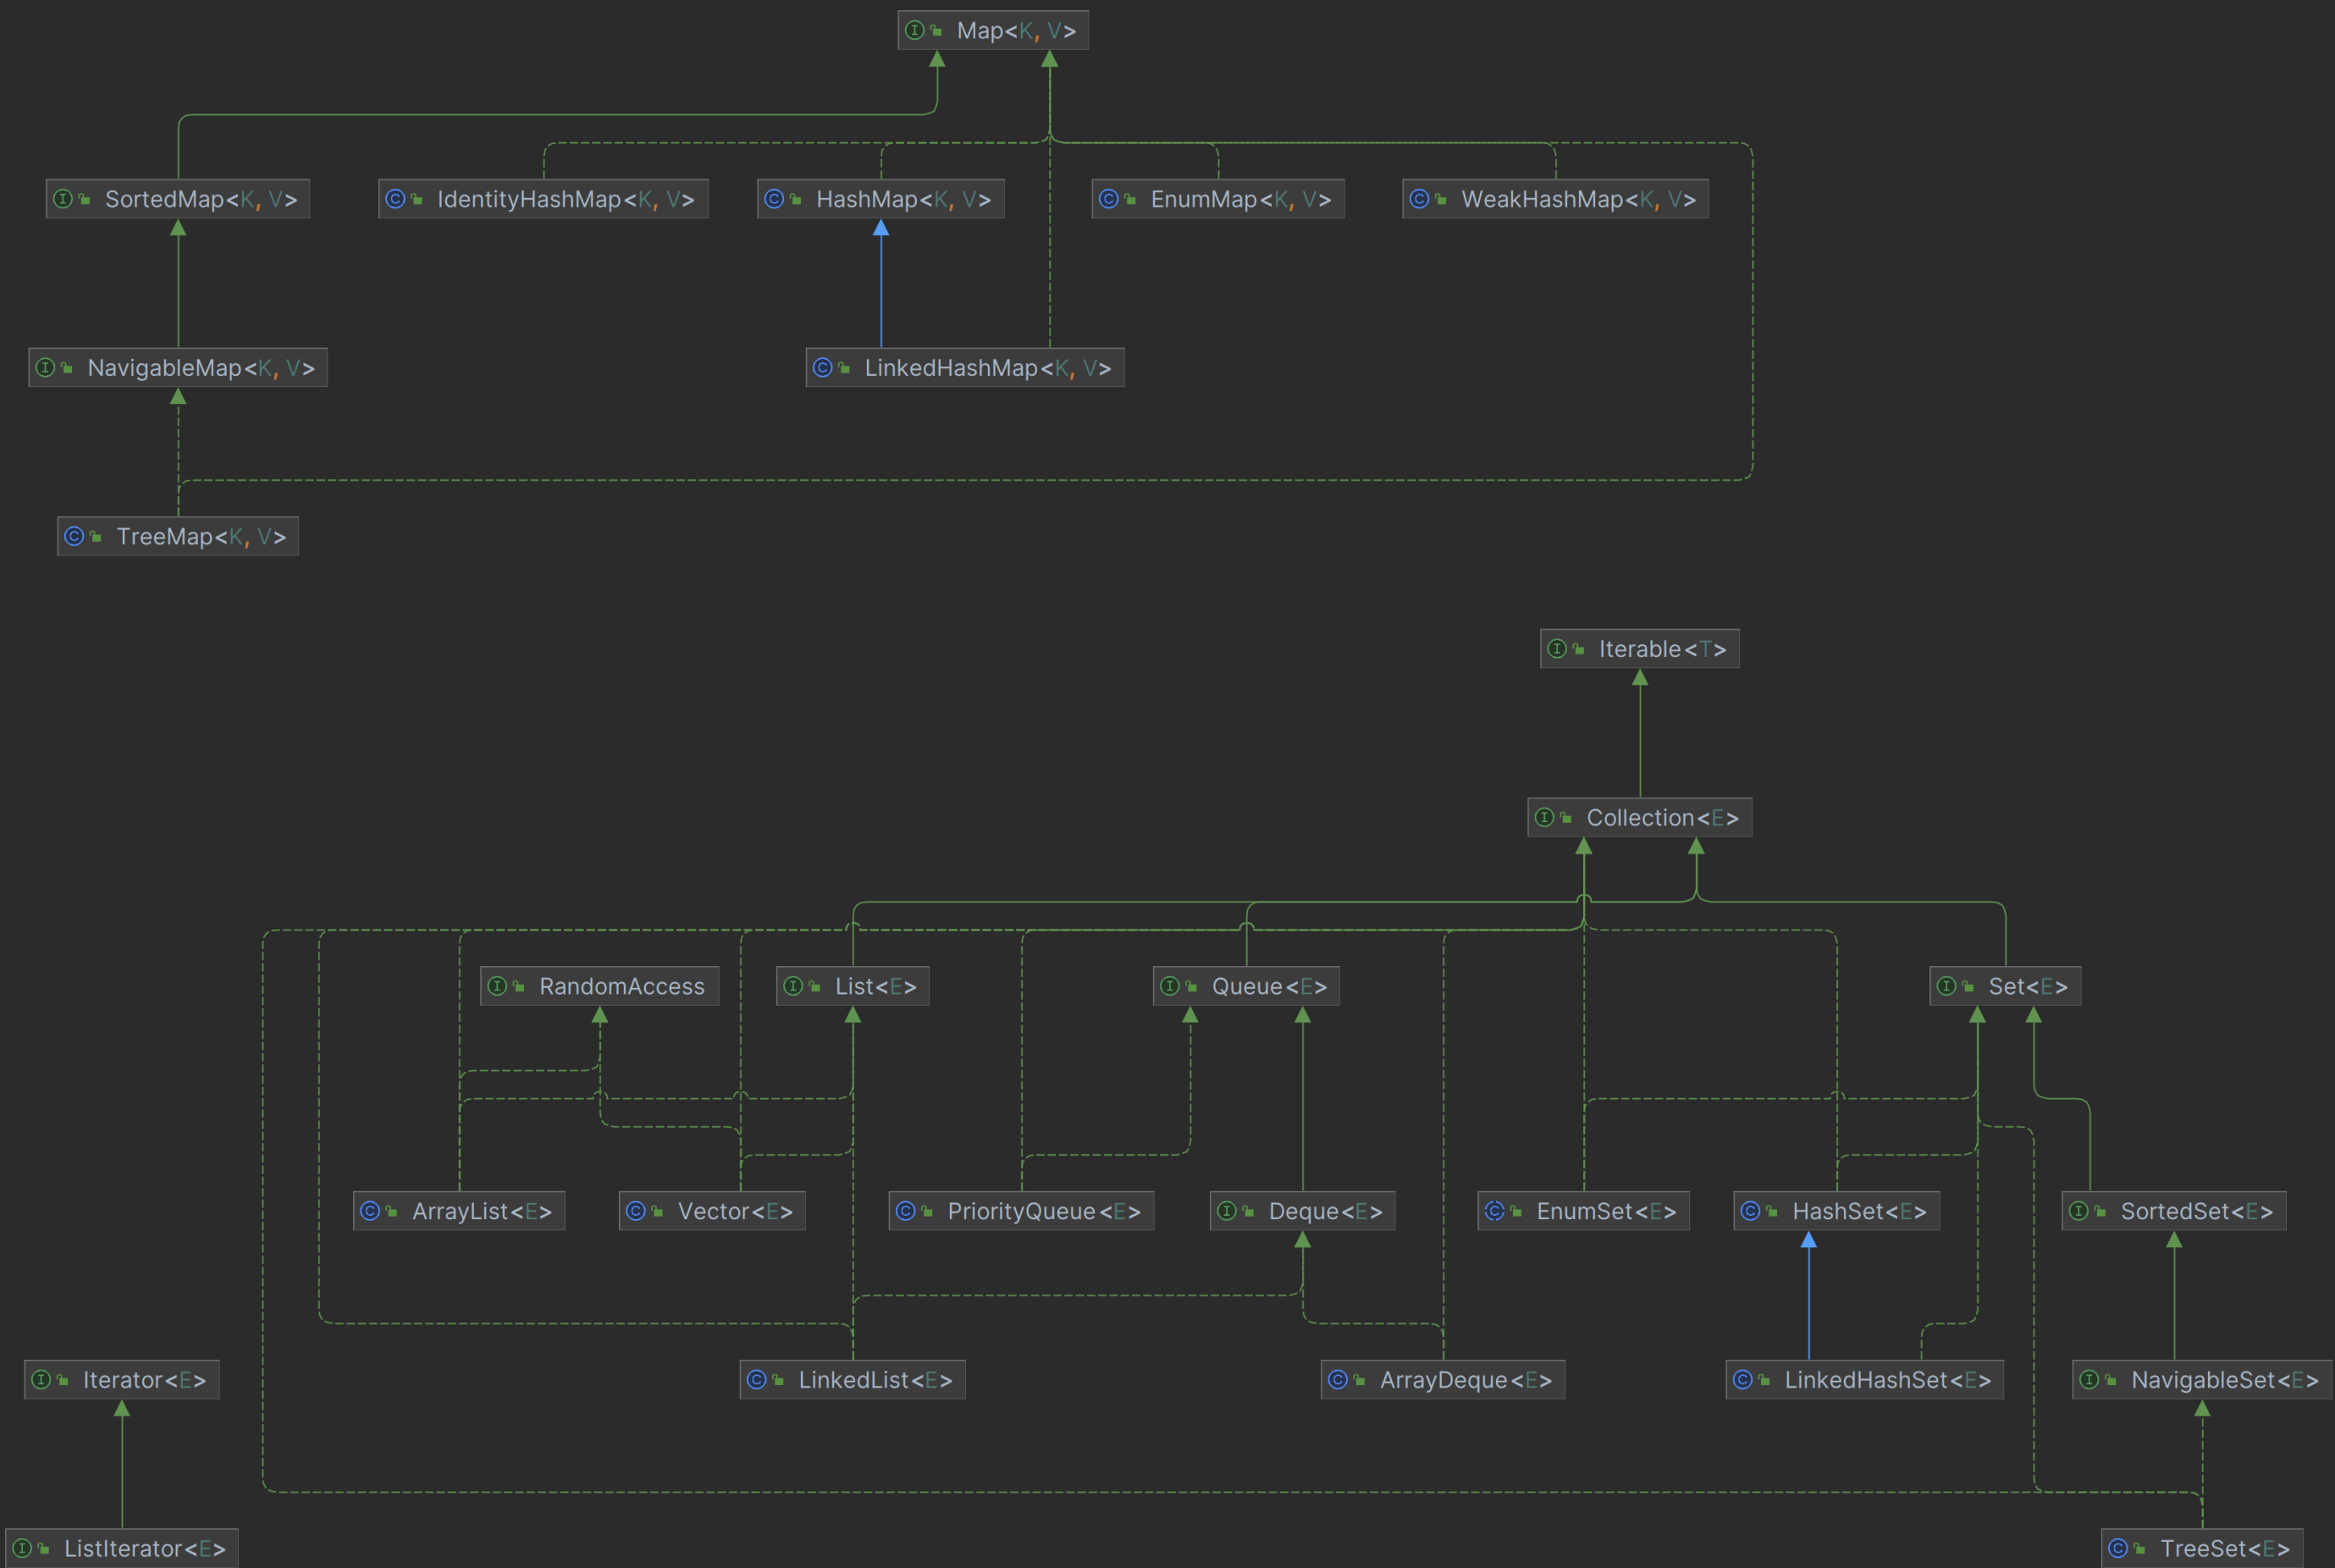 Map<K, V>
SortedMap<K, V>
IdentityHashMap<K, V>
HashMap<K, V>
EnumMap<K, V>
WeakHashMap<K, V>
NavigableMap<K, V>
LinkedHashMap<K, V>
TreeMap<K, V>
Iterable<T>
Collection<E>
RandomAccess
List<E>
Queue<E>
Set<E>
ArrayList<E>
Vector<E>
PriorityQueue<E>
Deque<E>
EnumSet<E>
HashSet<E>
SortedSet<E>
Iterator<E>
LinkedList<E>
ArrayDeque<E>
LinkedHashSet<E>
NavigableSet<E>
ListIterator<E>
TreeSet<E>